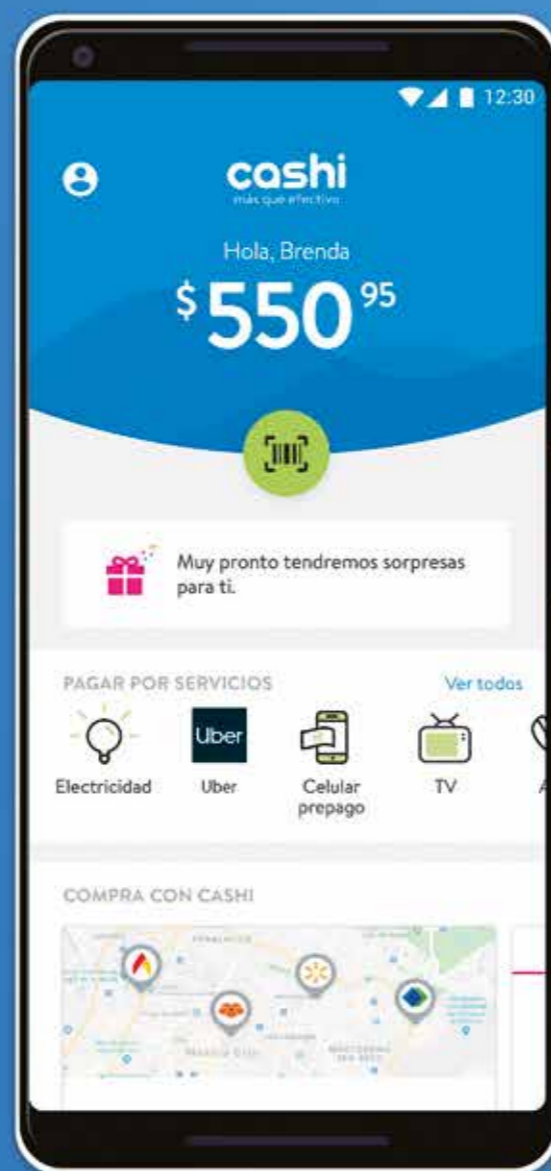 12:30
cashi
más que efectivo
Hola, Brenda
$550 95
Muy pronto tendremos sorpresas
para ti.
PAGAR POR SERVICIOS
Ver todos
Uber
Electricidad
Uber
Celular
prepago
TV
A
COMPRA CON CASHI